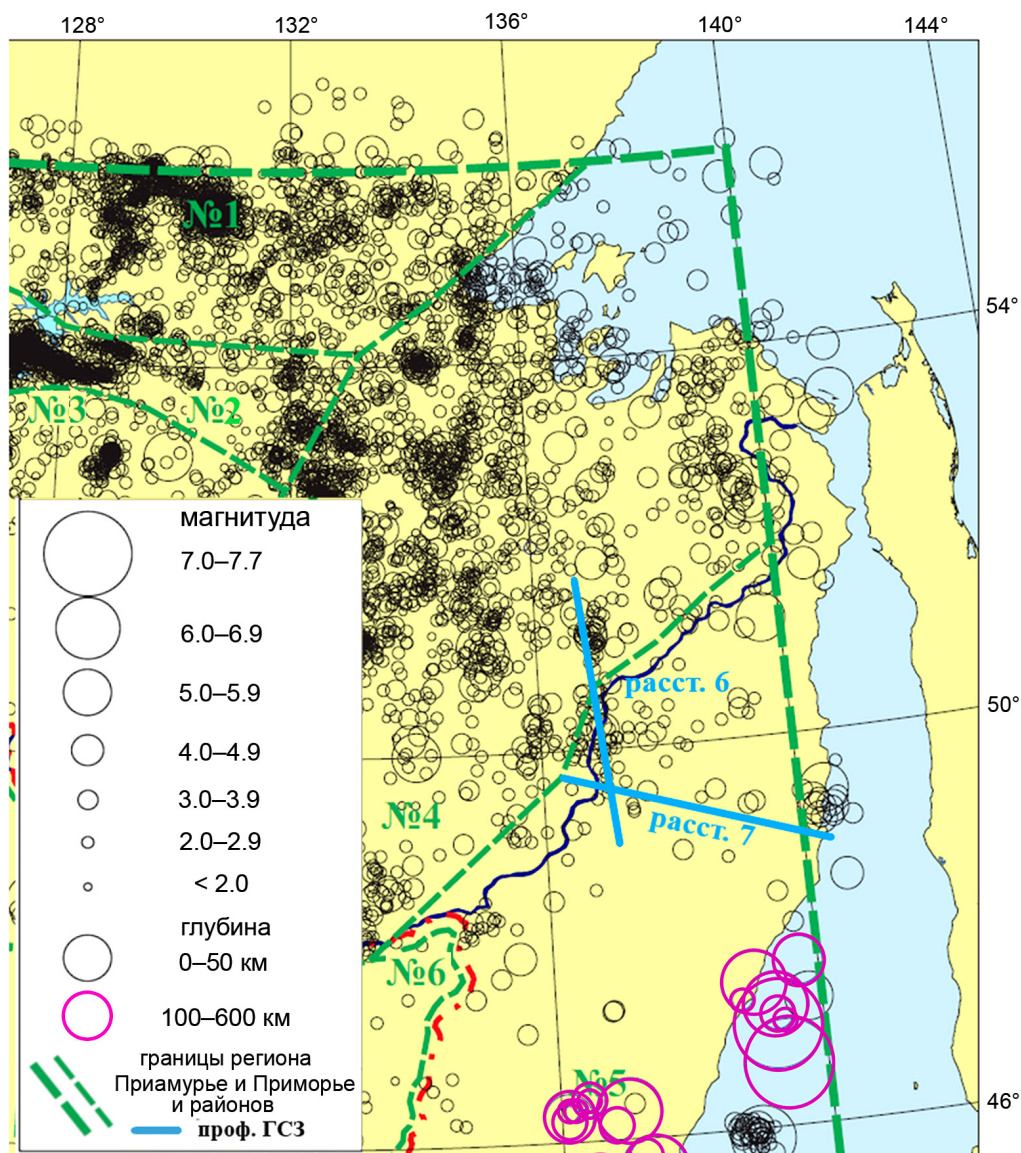 128° 132° 136° 140° 144°
№1
54°
№3 №2
магнитуда
7.0–7.7
6.0–6.9
расст. 6
5.0–5.9
50°
4.0–4.9
3.0–3.9
№4
расст. 7
2.0–2.9
< 2.0
глубина
0–50 км
№6
100–600 км
границы региона
Приамурье и Приморье
и районов
проф. ГСЗ
№5
46°